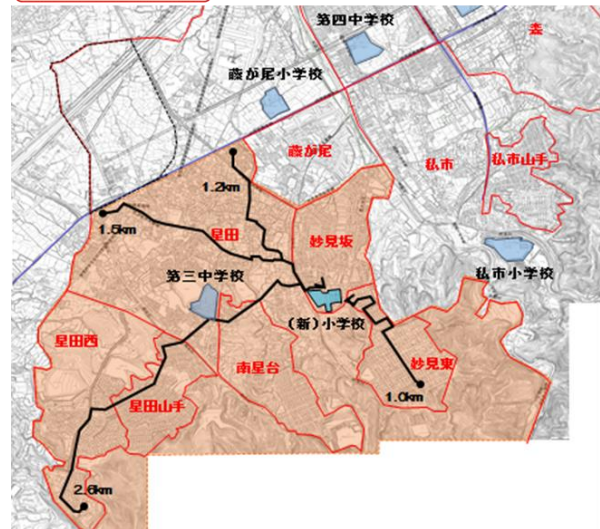 第四中学校
森
藤が尾小学校
藤が尾
私市
私市山手
1.2km
1.5km
星田
妙見坂
私市小学校
第三中学校
(新)小学校
星田西
南星台
妙見東
星田山手
1.0km
2.6km